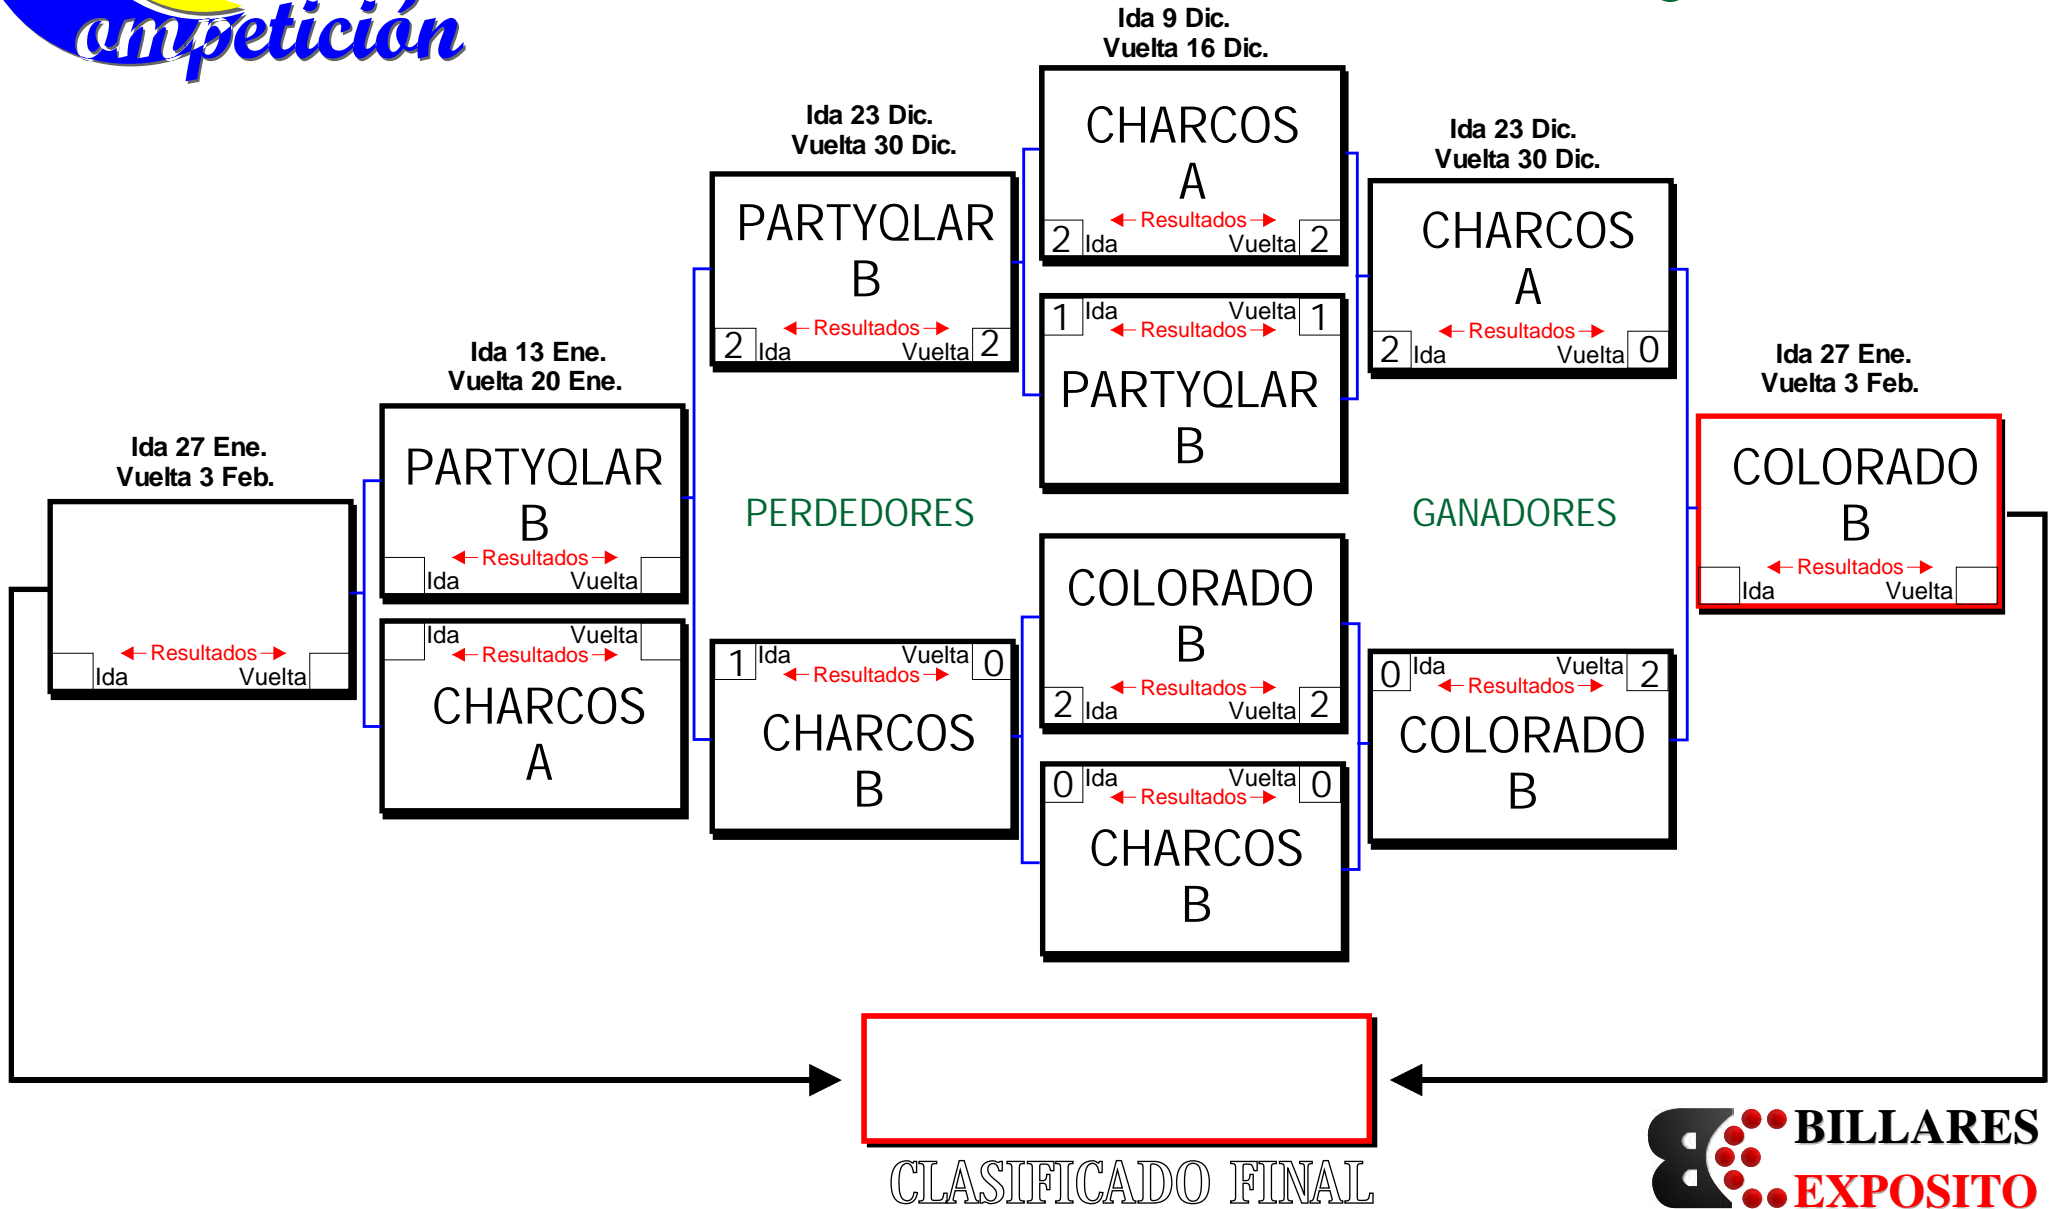 ompetición
Ida 9 Dic.
Vuelta 16 Dic.
CHARCOS
A
Resultados
2 Ida Vuelta 2
1 Ida Vuelta 1
Resultados
PARTYQLAR
B
COLORADO
B
Resultados
2 Ida Vuelta 2
0 Ida Vuelta 0
Resultados
CHARCOS
B
Ida 23 Dic.
Vuelta 30 Dic.
PARTYQLAR
B
Resultados
2 Ida Vuelta 2
PERDEDORES
1 Ida Vuelta 0
Resultados
CHARCOS
B
Ida 23 Dic.
Vuelta 30 Dic.
CHARCOS
A
Resultados
2 Ida Vuelta 0
GANADORES
0 Ida Vuelta 2
Resultados
COLORADO
B
Ida 13 Ene.
Vuelta 20 Ene.
PARTYQLAR
B
Resultados
Ida Vuelta
Ida Vuelta
Resultados
CHARCOS
A
Ida 27 Ene.
Vuelta 3 Feb.
Resultados
Ida Vuelta
Ida 27 Ene.
Vuelta 3 Feb.
COLORADO
B
Resultados
Ida Vuelta
CLASIFICADO FINAL
BILLARES
EXPOSITO